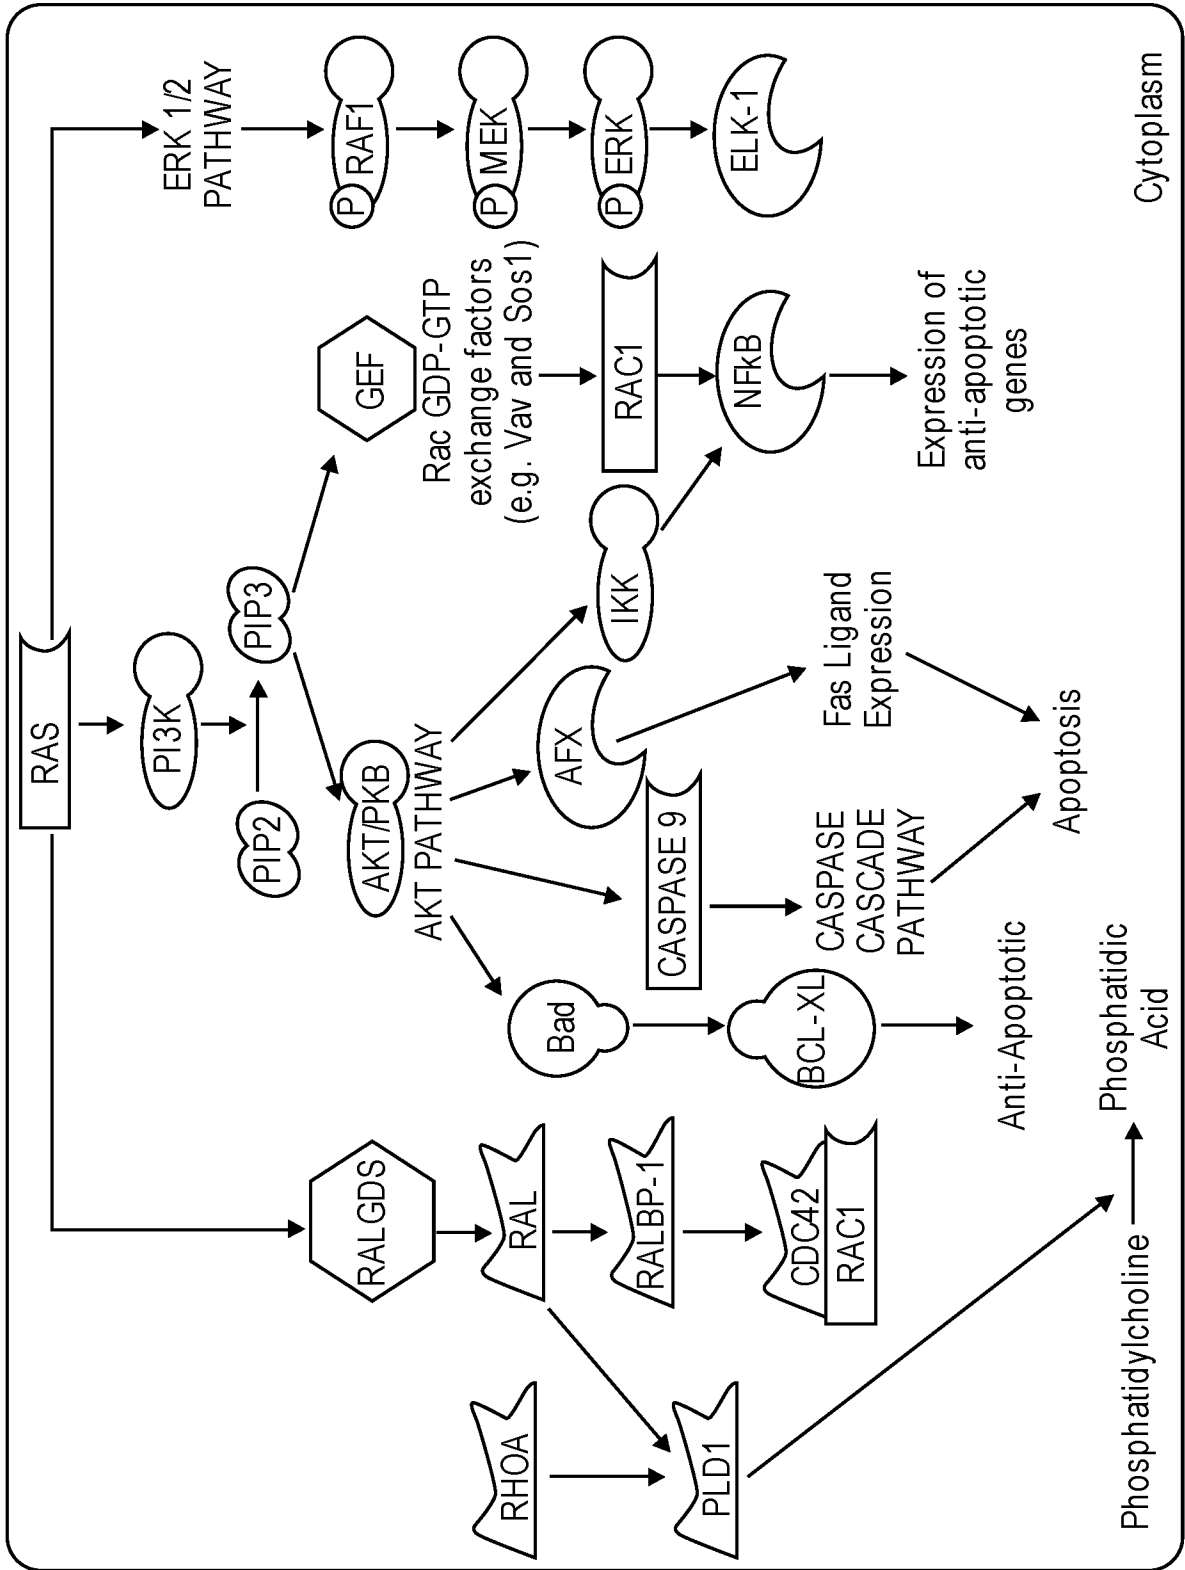 RAS
ERK 1/2
PATHWAY
PI3K
PIP2
PIP3
RALGDS
AKT/PKB
AKT PATHWAY
GEF
Rac GDP-GTP
exchange factors
(e.g. Vav and Sos1)
P
RAF1
RHOA
RAL
Bad
AFX
P
MEK
RALBP-1
CASPASE 9
IKK
RAC1
P
ERK
PLD1
CDC42
RAC1
BCL-XL
CASPASE
CASCADE
PATHWAY
Fas Ligand
Expression
NFkB
ELK-1
Anti-Apoptotic
Apoptosis
Expression of
anti-apoptotic
genes
Phosphatidylcholine
Phosphatidic
Acid
Cytoplasm